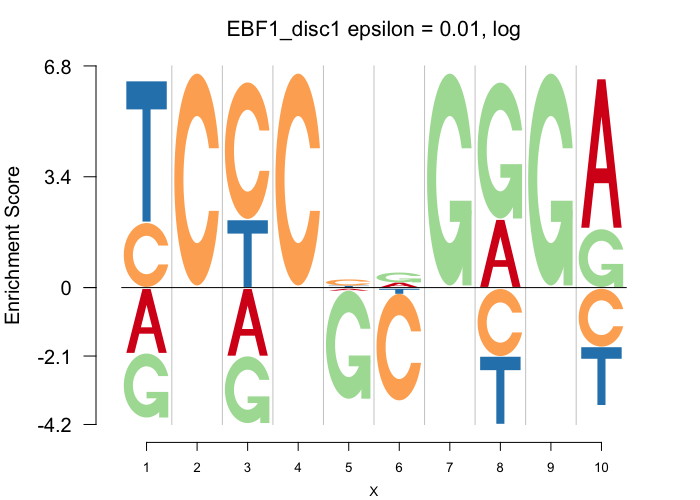 EBF1_disc1 epsilon = 0.01, log
Enrichment Score
6.8
3.4
0
-2.1
-4.2
T C C C C G G G G A
C T T A G A G G
A A G C C C
G G T T
1 2 3 4 5 6 7 8 9 10
X